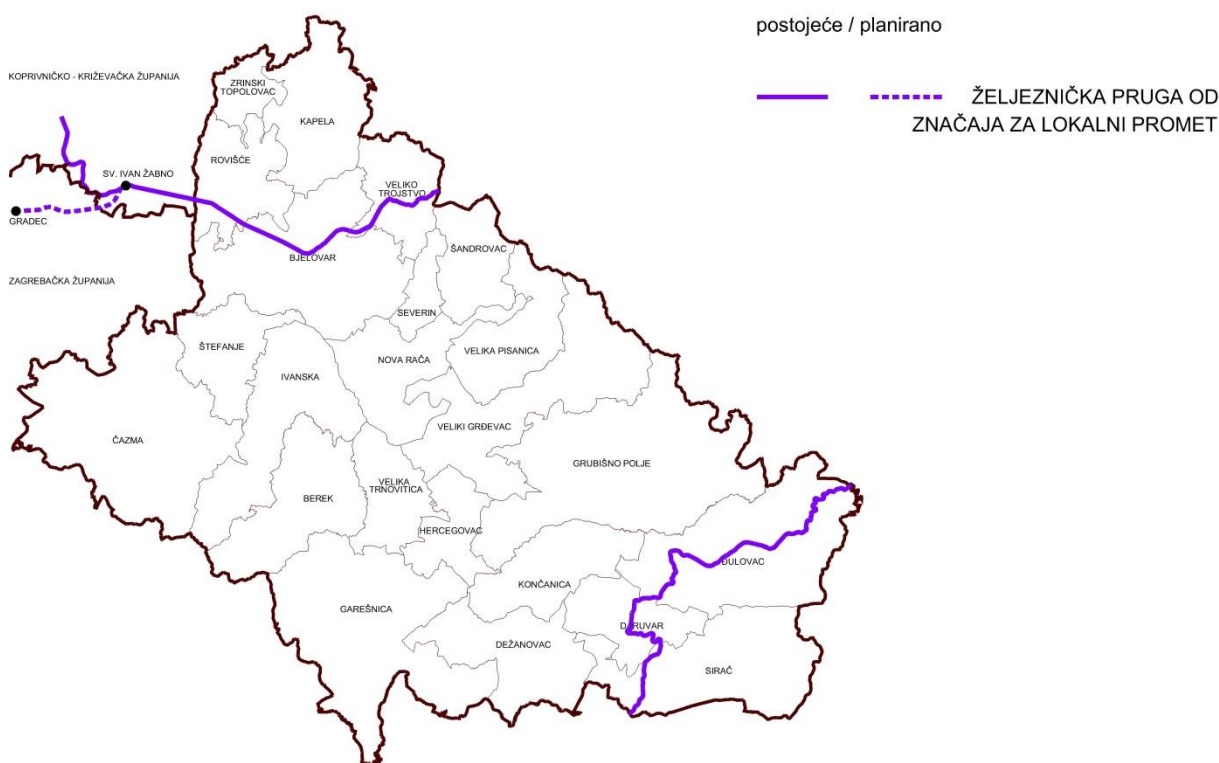 postojeće / planirano
ŽELJEZNIČKA PRUGA OD
ZNAČAJA ZA LOKALNI PROMET
KOPRIVNIČKO - KRIŽEVAČKA ŽUPANIJA
ZRINSKI
TOPOLOVAC
KAPELA
ROVIŠĆE
SV. IVAN ŽABNO
VELIKO
TROJSTVO
GRADEC
ŠANDROVAC
BJELOVAR
ZAGREBAČKA ŽUPANIJA
SEVERIN
ŠTEFANJE
NOVA RAČA
VELIKA PISANICA
IVANSKA
VELIKI GRĐEVAC
ČAZMA
GRUBIŠNO POLJE
VELIKA
TRNOVITICA
BEREK
HERCEGOVAC
ĐULOVAC
KONČANICA
GAREŠNICA
DARUVAR
DEŽANOVAC
SIRAČ